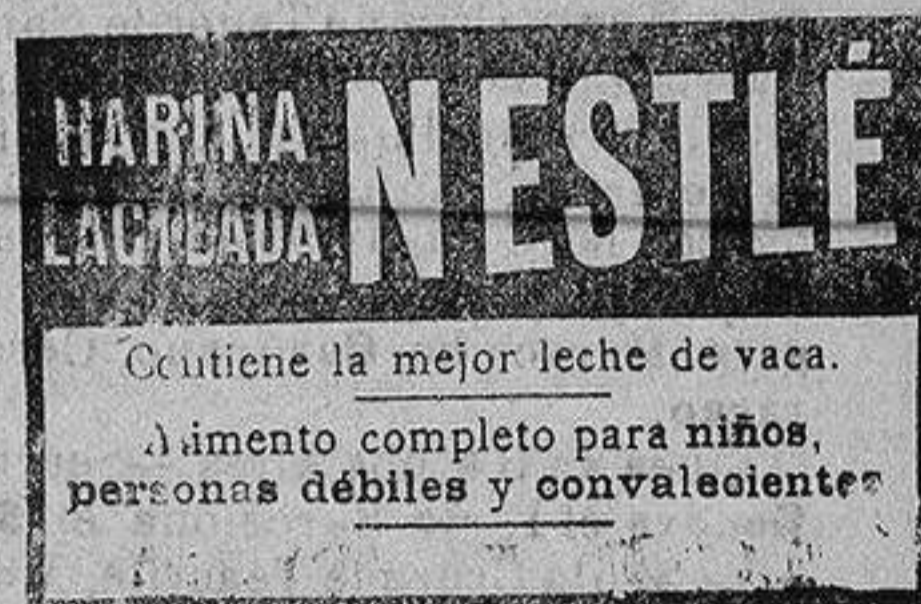 HARINA
LACTEADA
NESTLÉ
Contiene la mejor leche de vaca.
Alimento completo para niños,
personas débiles y convalecientes